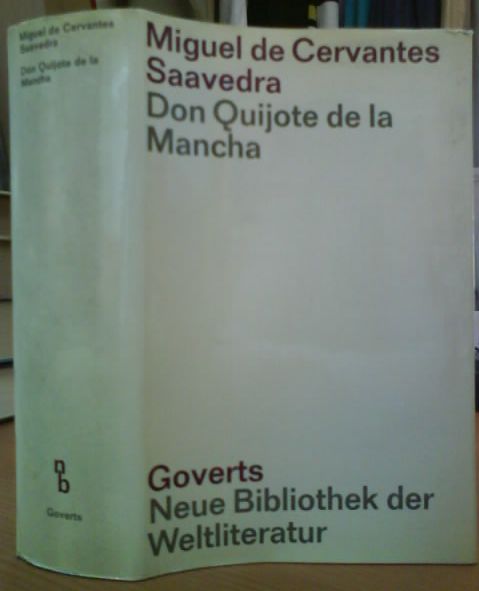 Miguel de Cervantes
Saavedra
Don Quijote de la
Mancha
nb
Goverts
Miguel de Cervantes
Saavedra
Don Quijote de la
Mancha
Goverts
Neue Bibliothek der
Weltliteratur